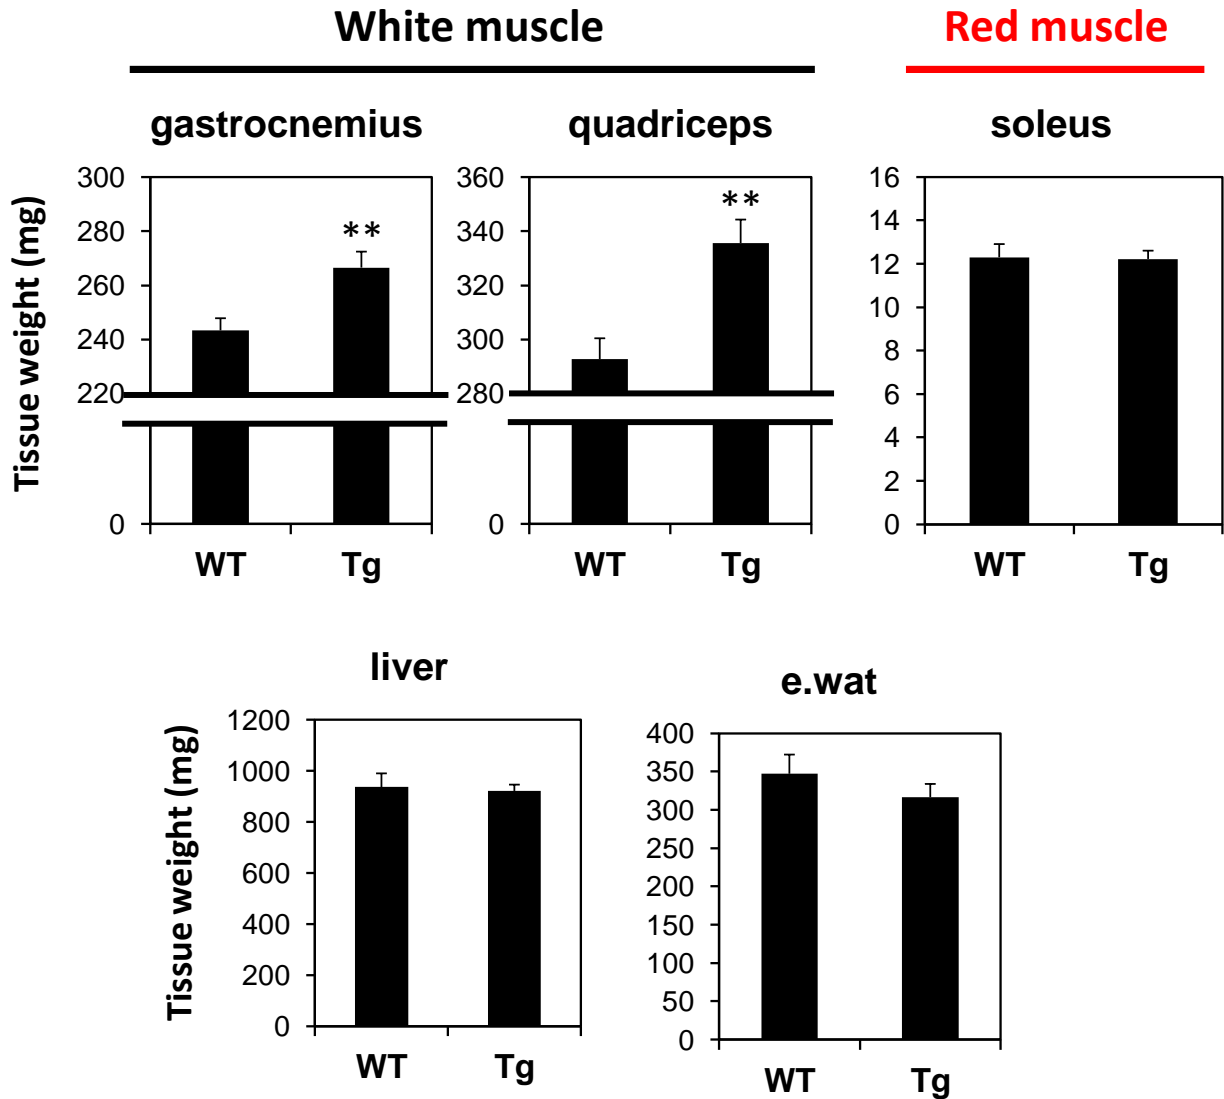 White muscle
Red muscle
gastrocnemius
quadriceps
soleus
Tissue weight (mg)
300
280
260
240
220
0
**
WT
Tg
360
340
320
300
280
0
**
WT
Tg
16
14
12
10
8
6
4
2
0
WT
Tg
liver
e.wat
Tissue weight (mg)
1200
1000
800
600
400
200
0
WT
Tg
400
350
300
250
200
150
100
50
0
WT
Tg